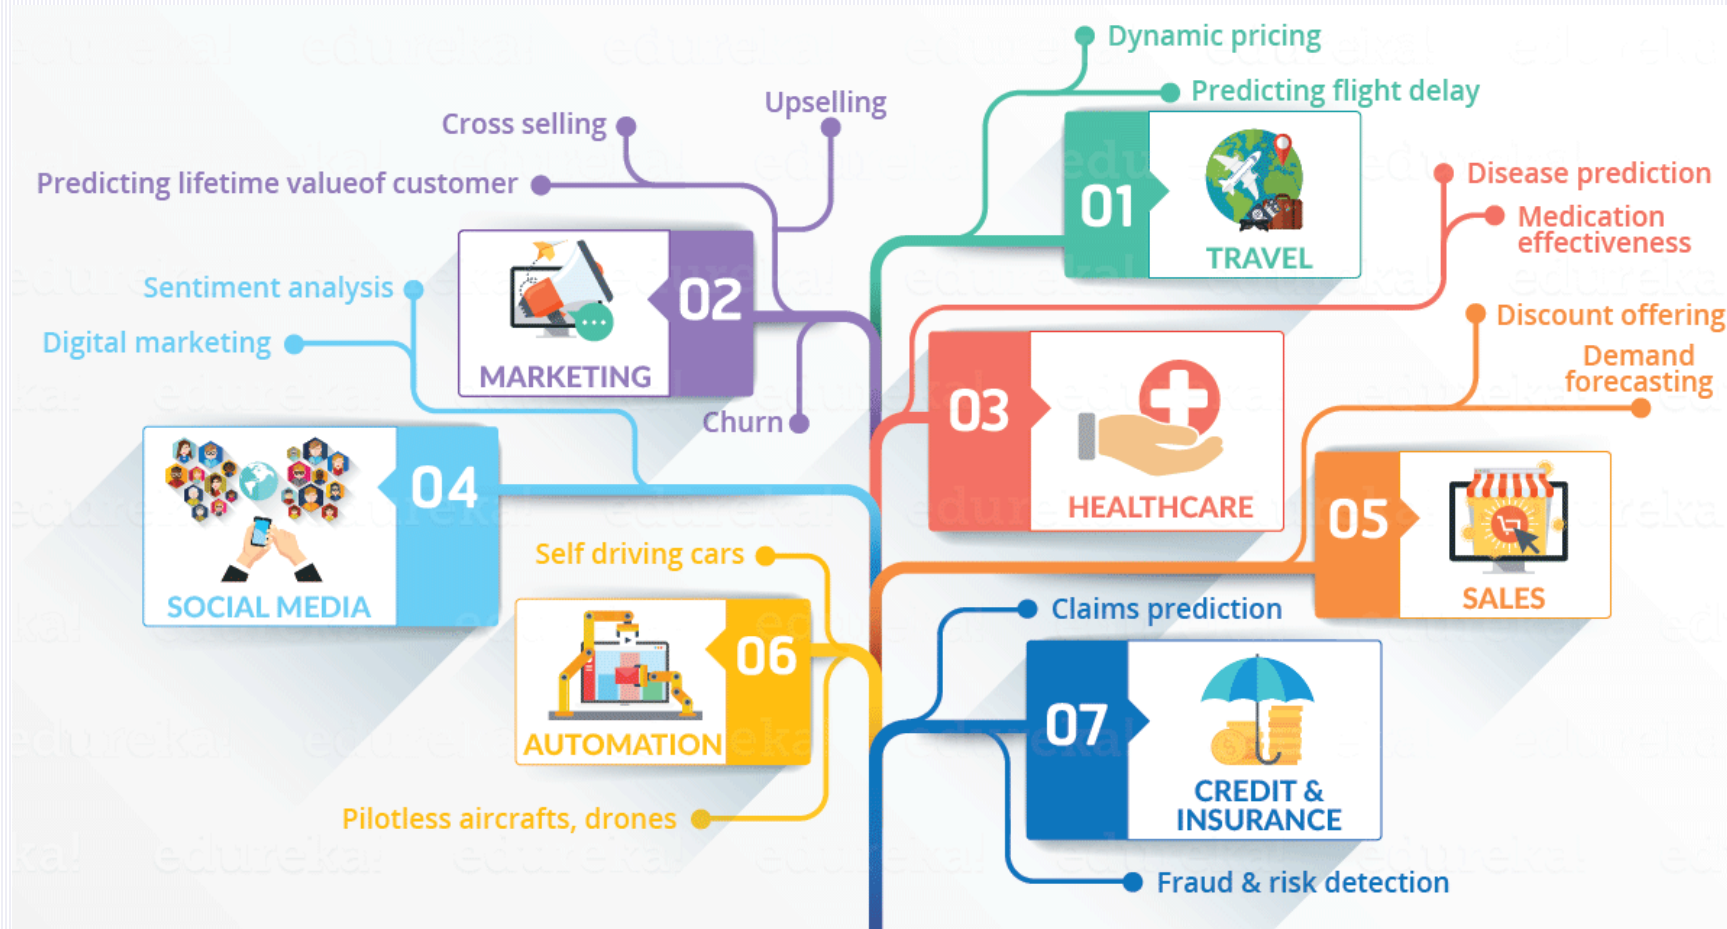 Dynamic pricing
Predicting flight delay
01
TRAVEL
Upselling
Cross selling
Predicting lifetime valueof customer
02
MARKETING
Churn
Disease prediction
Medication
effectiveness
03
HEALTHCARE
Sentiment analysis
Digital marketing
04
SOCIAL MEDIA
Discount offering
Demand
forecasting
05
SALES
Self driving cars
06
AUTOMATION
Pilotless aircrafts, drones
Claims prediction
07
CREDIT &
INSURANCE
Fraud & risk detection
edureka!